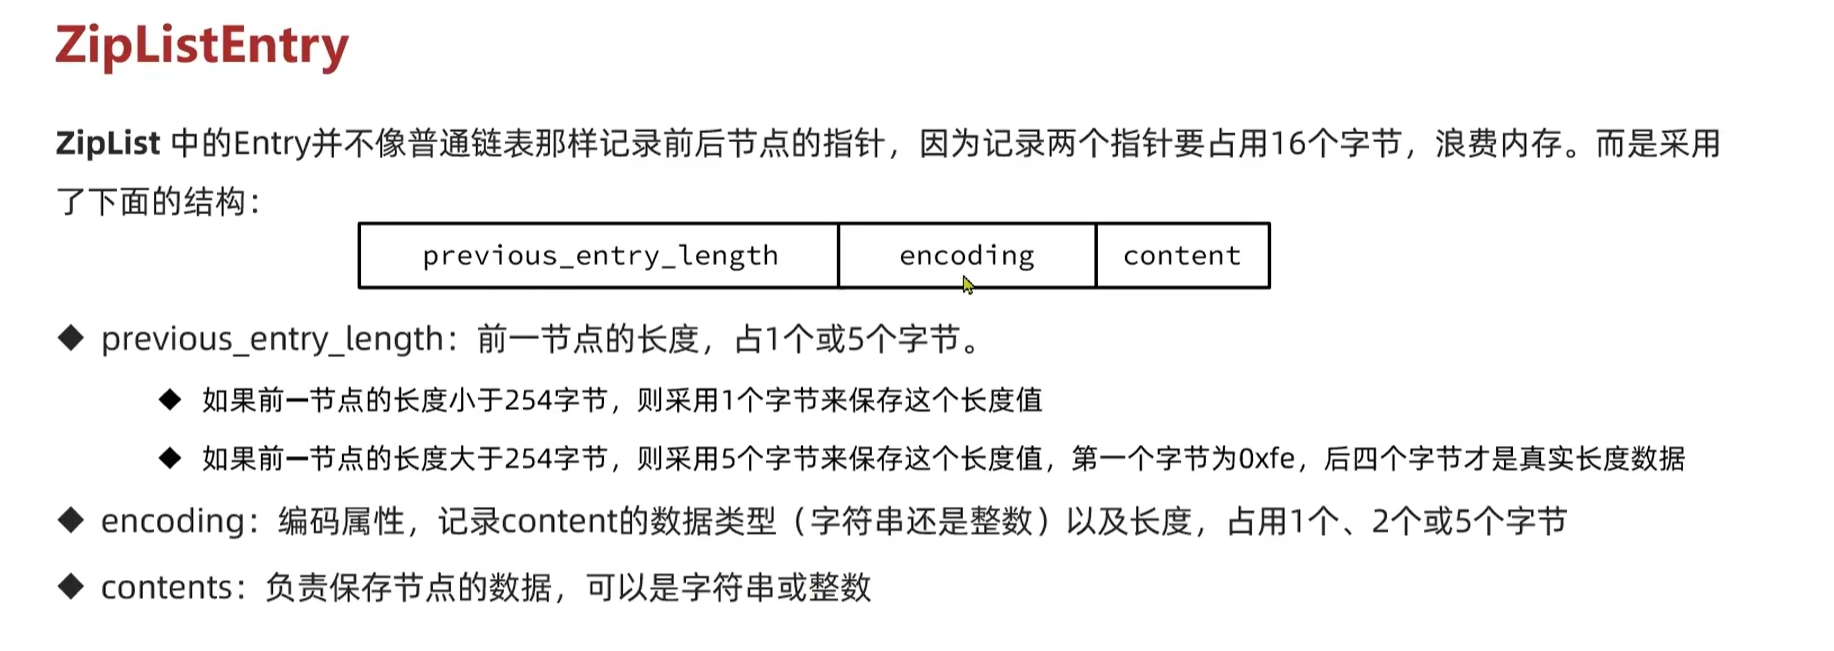 ZipListEntry
ZipList 中的Entry并不像普通链表那样记录前后节点的指针，因为记录两个指针要占用16个字节，浪费内存。而是采用
了下面的结构：
previous_entry_length encoding content
◆ previous_entry_length：前一节点的长度，占1个或5个字节。
◆ 如果前一节点的长度小于254字节，则采用1个字节来保存这个长度值
◆ 如果前一节点的长度大于254字节，则采用5个字节来保存这个长度值，第一个字节为0xfe，后四个字节才是真实长度数据
◆ encoding：编码属性，记录content的数据类型（字符串还是整数）以及长度，占用1个、2个或5个字节
◆ contents：负责保存节点的数据，可以是字符串或整数